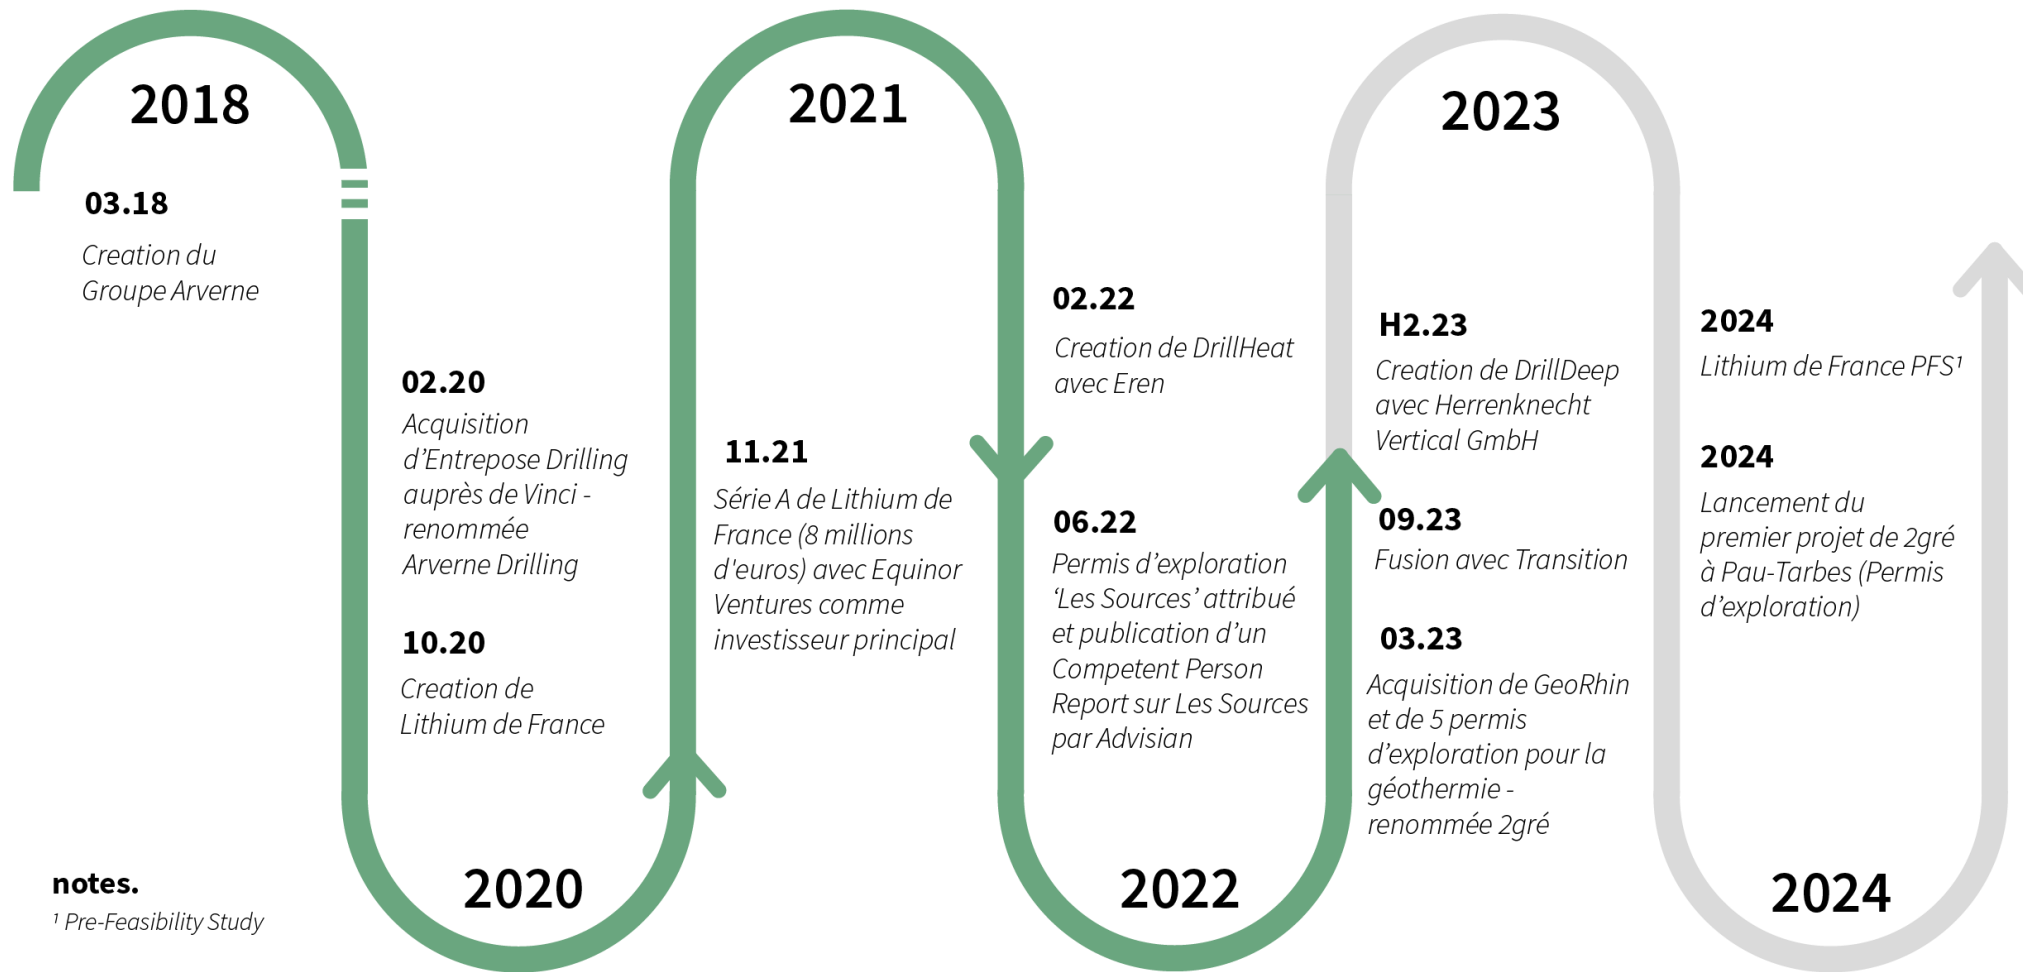 2018
03.18
Creation du
Groupe Arverne
02.20
Acquisition
d’Entrepose Drilling
auprès de Vinci -
renommée
Arverne Drilling
10.20
Creation de
Lithium de France
2020
2021
11.21
Série A de Lithium de
France (8 millions
d'euros) avec Equinor
Ventures comme
investisseur principal
02.22
Creation de DrillHeat
avec Eren
06.22
Permis d’exploration
‘Les Sources’ attribué
et publication d’un
Competent Person
Report sur Les Sources
par Advisian
2022
2023
H2.23
Creation de DrillDeep
avec Herrenknecht
Vertical GmbH
09.23
Fusion avec Transition
03.23
Acquisition de GeoRhin
et de 5 permis
d’exploration pour la
géothermie -
renommée 2gré
2024
Lithium de France PFS¹
2024
Lancement du
premier projet de 2gré
à Pau-Tarbes (Permis
d’exploration)
2024
notes.
¹ Pre-Feasibility Study